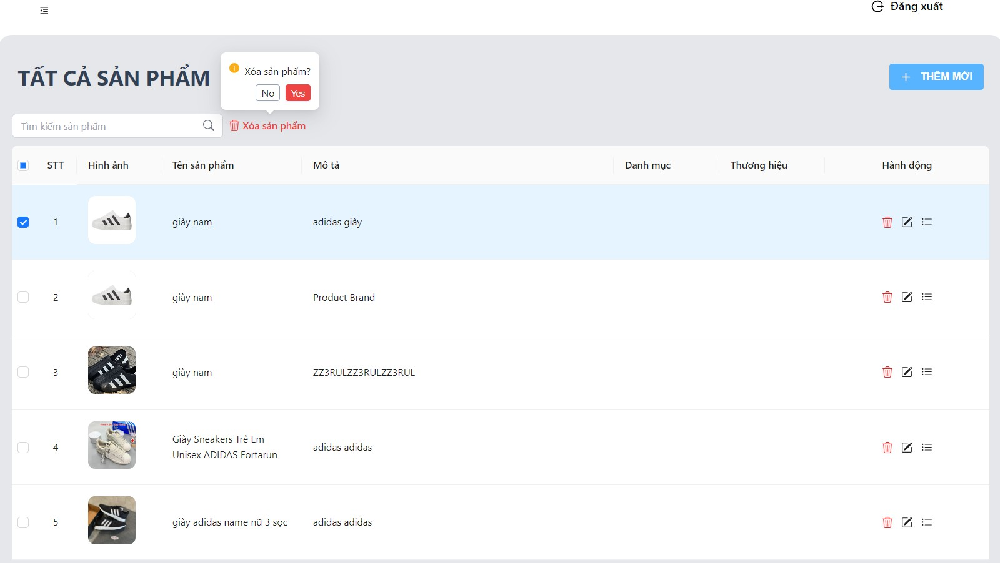 Đăng xuất
TẤT CẢ SẢN PHẨM
Xóa sản phẩm?
No Yes
THÊM MỚI
Tìm kiếm sản phẩm
Xóa sản phẩm
STT Hình ảnh Tên sản phẩm Mô tả Danh mục Thương hiệu Hành động
1 giày nam adidas giày
2 giày nam Product Brand
3 giày nam ZZ3RULZZ3RULZZ3RUL
4 Giày Sneakers Trẻ Em
Unisex ADIDAS Fortarun adidas adidas
5 giày adidas name nữ 3 sọc adidas adidas